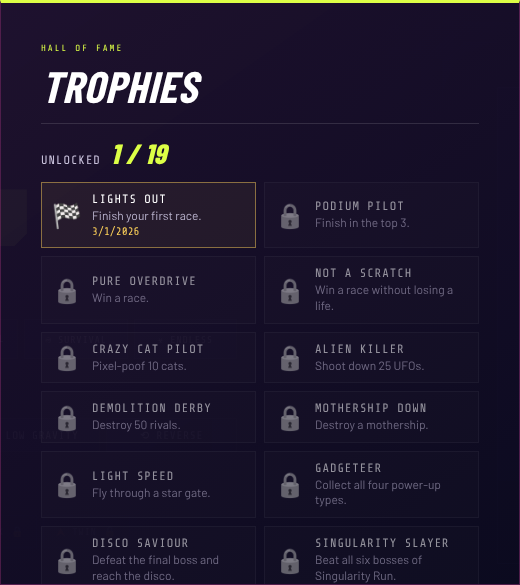 HALL OF FAME
TROPHIES
UNLOCKED 1 / 19
LIGHTS OUT
Finish your first race.
3/1/2026
PODIUM PILOT
Finish in the top 3.
PURE OVERDRIVE
Win a race.
NOT A SCRATCH
Win a race without losing a
life.
CRAZY CAT PILOT
Pixel-poof 10 cats.
ALIEN KILLER
Shoot down 25 UFOs.
DEMOLITION DERBY
Destroy 50 rivals.
MOTHERSHIP DOWN
Destroy a mothership.
LIGHT SPEED
Fly through a star gate.
GADGETEER
Collect all four power-up
types.
DISCO SAVIOUR
Defeat the final boss and
reach the disco.
SINGULARITY SLAYER
Beat all six bosses of
Singularity Run.